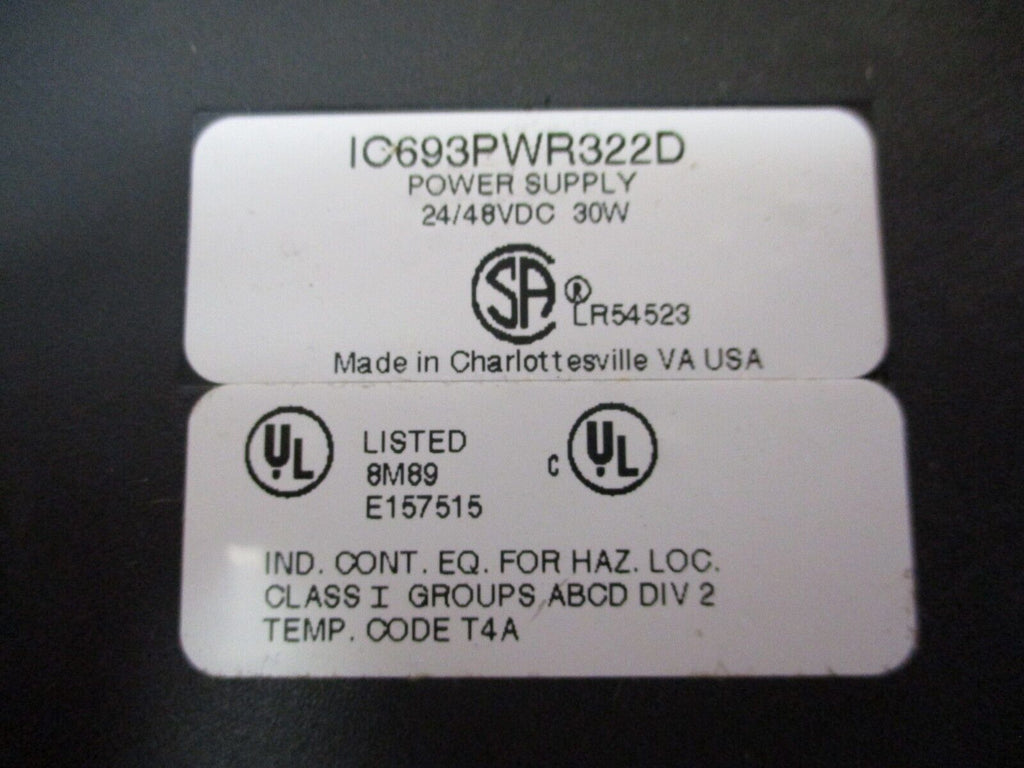 IC693PWR322D
POWER SUPPLY
24/48VDC 30W
SA ® LR54523
Made in Charlottesville VA USA
UL LISTED
8M89
E157515
C UL
IND. CONT. EQ. FOR HAZ. LOC.
CLASS I GROUPS ABCD DIV 2
TEMP. CODE T4A